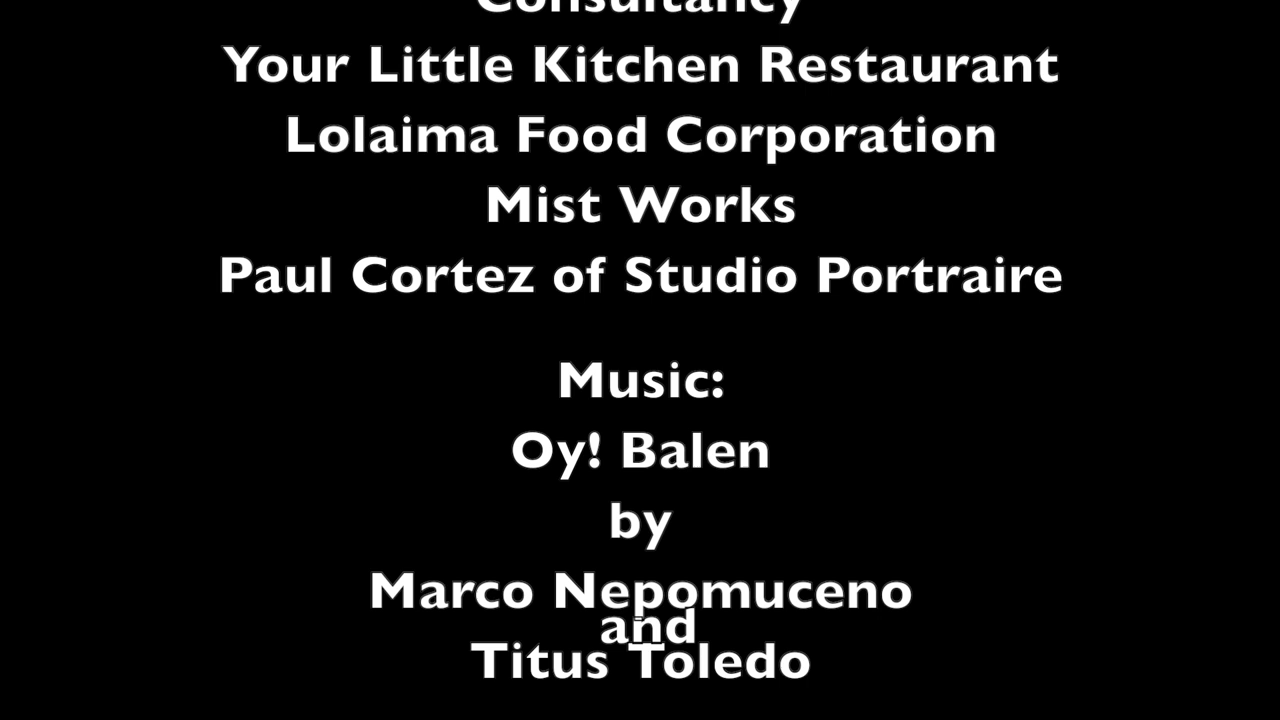 Consultancy
Your Little Kitchen Restaurant
Lolaima Food Corporation
Mist Works
Paul Cortez of Studio Portraire
Music:
Oy! Balen
by
Marco Nepomuceno
and
Titus Toledo